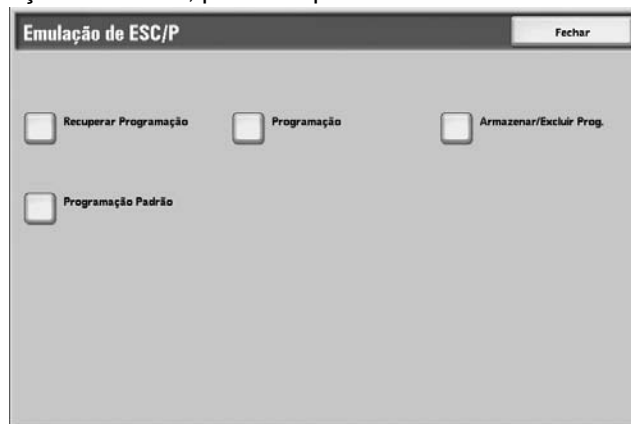 Emulação de ESC/P
Fechar
Recuperar Programação
Programação
Armazenar/Excluir Prog.
Programação Padrão